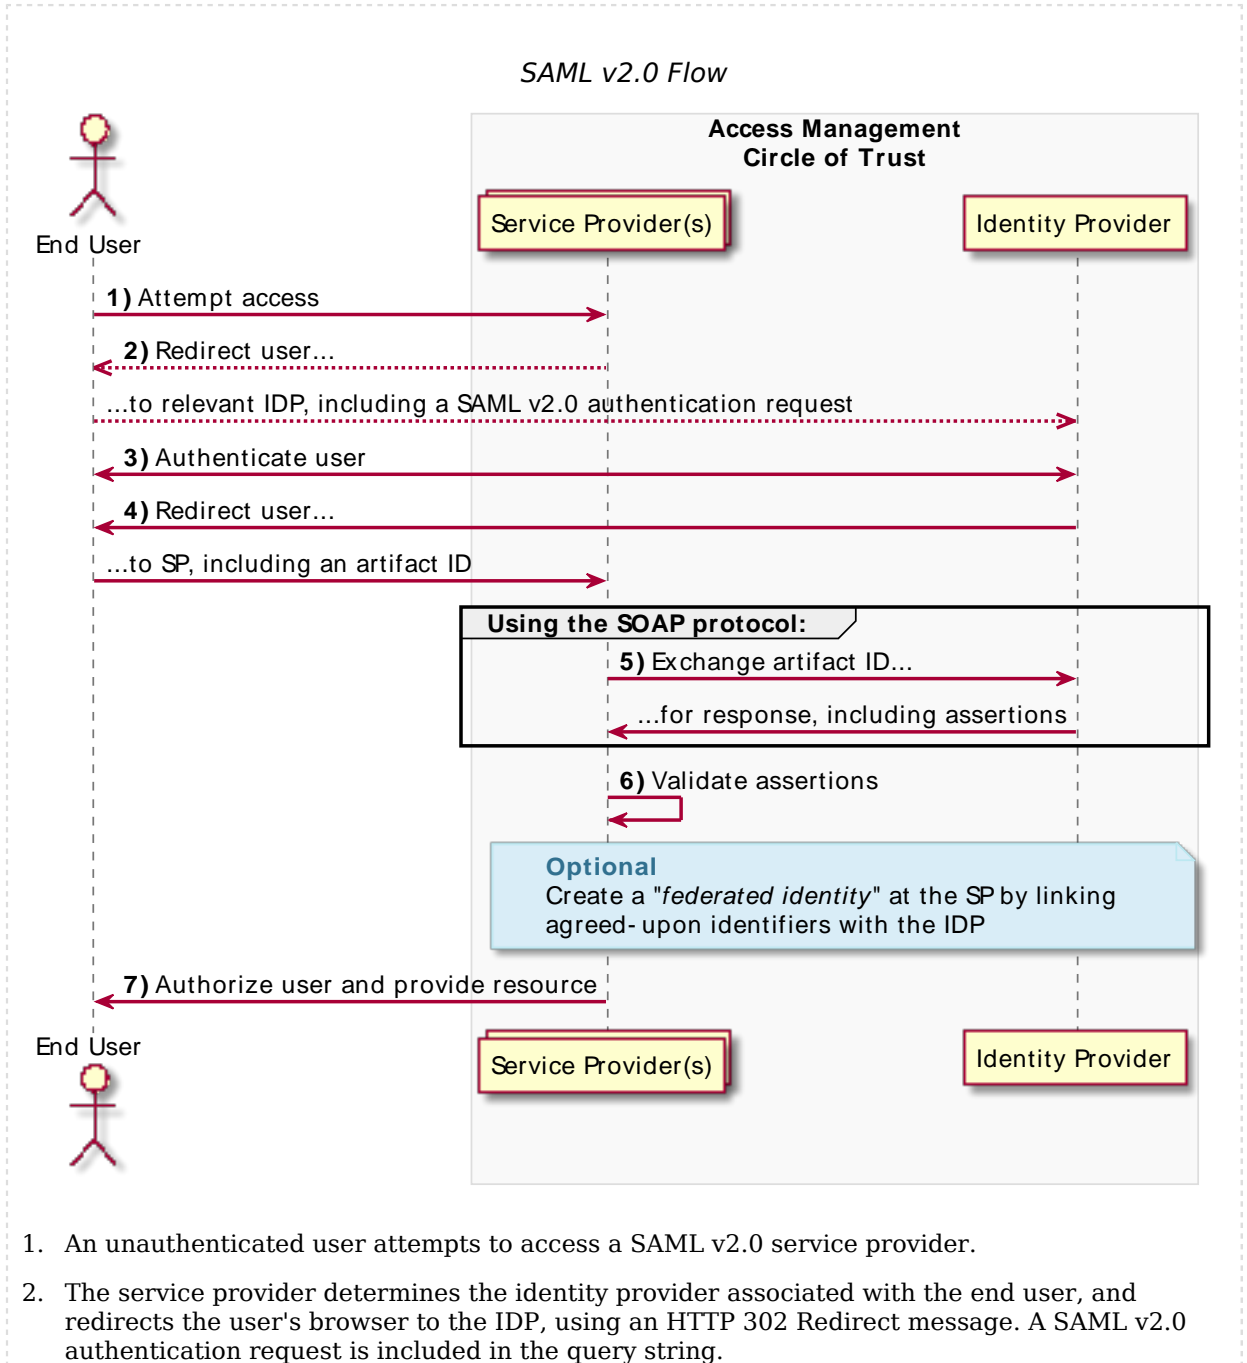 SAML v2.0 Flow
Access Management
Circle of Trust
End User
Service Provider(s)
Identity Provider
1) Attempt access
2) Redirect user...
...to relevant IDP, including a SAML v2.0 authentication request
3) Authenticate user
4) Redirect user...
...to SP, including an artifact ID
Using the SOAP protocol:
5) Exchange artifact ID...
...for response, including assertions
6) Validate assertions
Optional
Create a "federated identity" at the SP by linking
agreed-upon identifiers with the IDP
7) Authorize user and provide resource
End User
Service Provider(s)
Identity Provider
1. An unauthenticated user attempts to access a SAML v2.0 service provider.
2. The service provider determines the identity provider associated with the end user, and
redirects the user's browser to the IDP, using an HTTP 302 Redirect message. A SAML v2.0
authentication request is included in the query string.